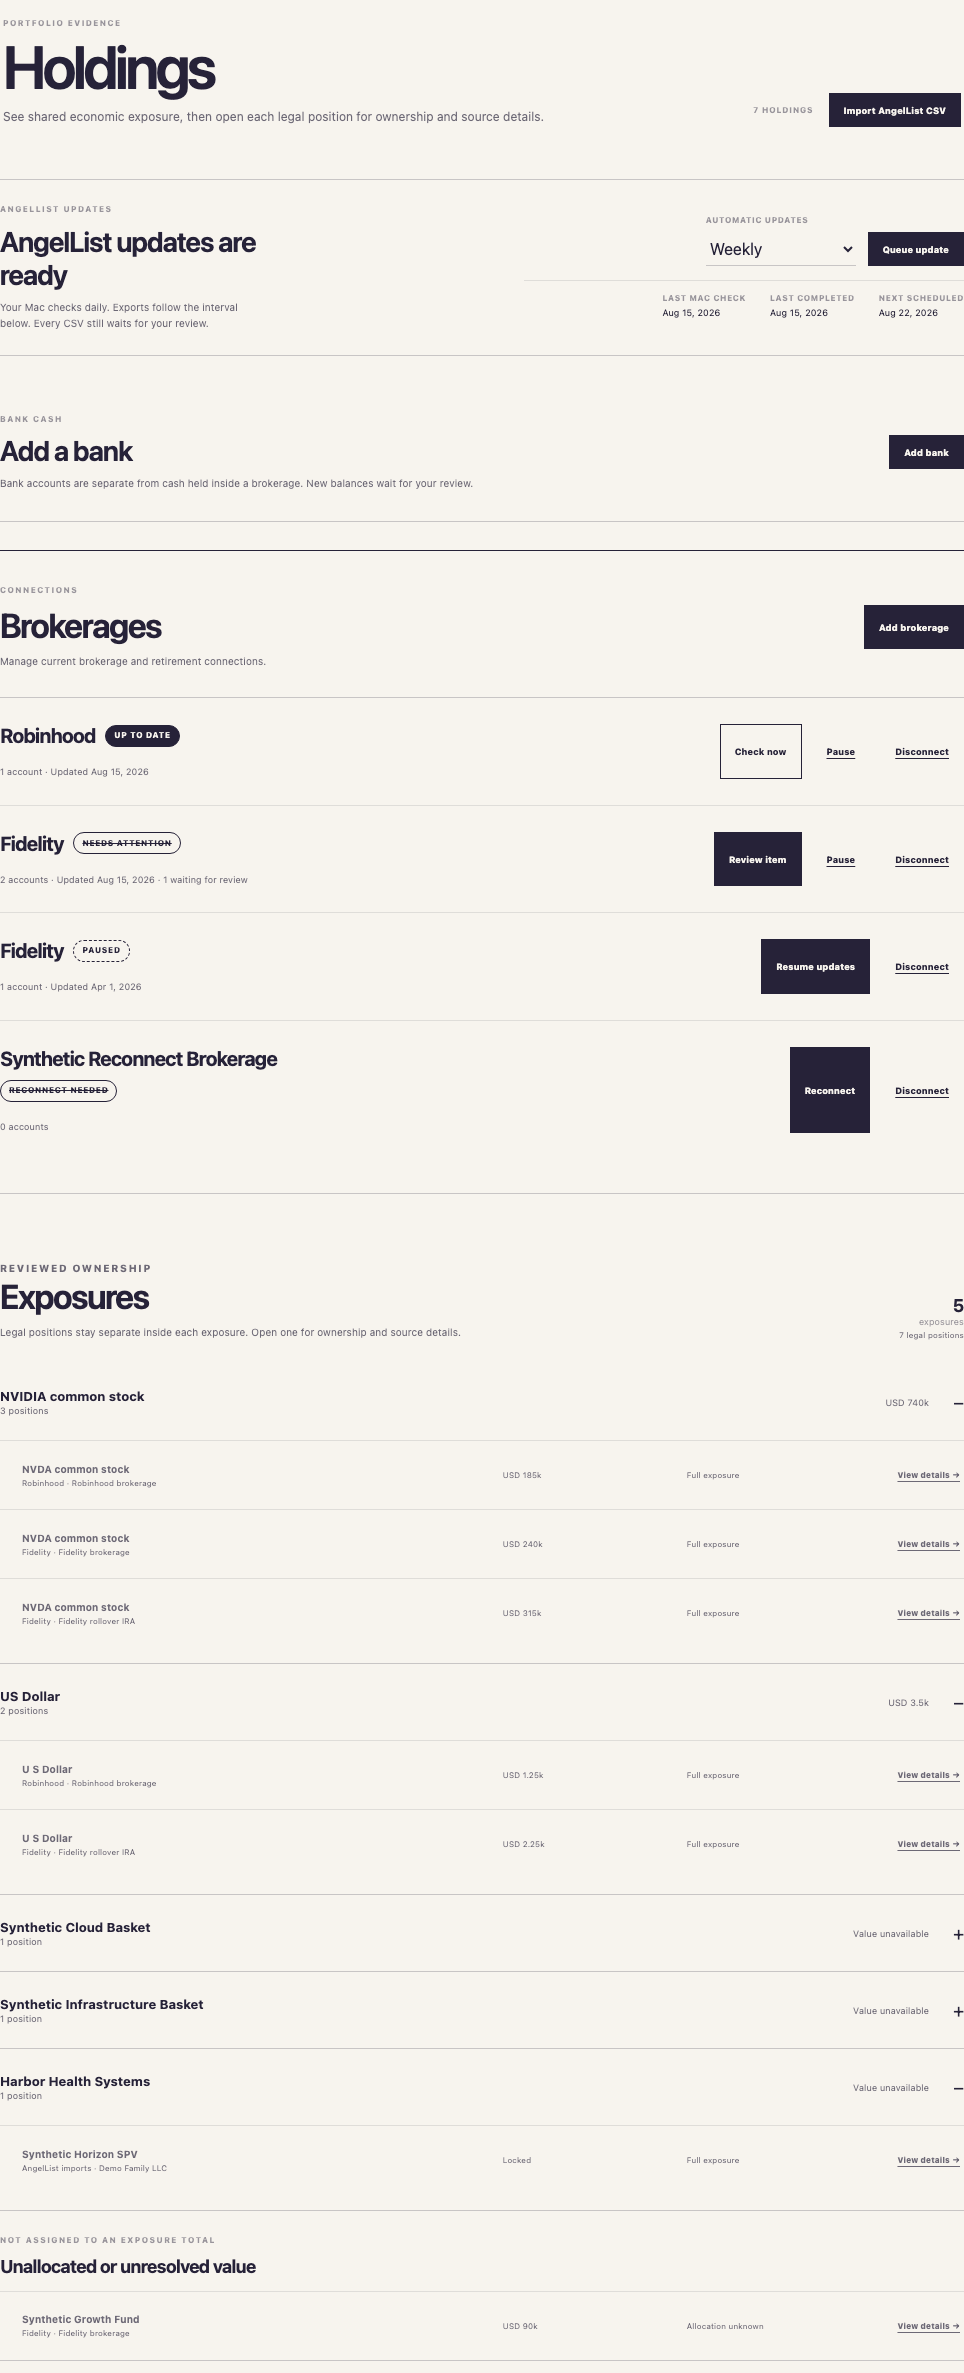 PORTFOLIO EVIDENCE
Holdings
See shared economic exposure, then open each legal position for ownership and source details.
7 HOLDINGS
Import AngelList CSV
ANGELLIST UPDATES
AngelList updates are
ready
Your Mac checks daily. Exports follow the interval
below. Every CSV still waits for your review.
AUTOMATIC UPDATES
Weekly
Queue update
LAST MAC CHECK
Aug 15, 2026
LAST COMPLETED
Aug 15, 2026
NEXT SCHEDULED
Aug 22, 2026
BANK CASH
Add a bank
Bank accounts are separate from cash held inside a brokerage. New balances wait for your review.
Add bank
CONNECTIONS
Brokerages
Manage current brokerage and retirement connections.
Add brokerage
Robinhood UP TO DATE
1 account · Updated Aug 15, 2026
Check now Pause Disconnect
Fidelity NEEDS ATTENTION
2 accounts · Updated Aug 15, 2026 · 1 waiting for review
Review item Pause Disconnect
Fidelity PAUSED
1 account · Updated Apr 1, 2026
Resume updates Disconnect
Synthetic Reconnect Brokerage
RECONNECT NEEDED
0 accounts
Reconnect Disconnect
REVIEWED OWNERSHIP
Exposures
Legal positions stay separate inside each exposure. Open one for ownership and source details.
5
exposures
7 legal positions
NVIDIA common stock
3 positions
USD 740k −
NVDA common stock
Robinhood · Robinhood brokerage
USD 185k Full exposure View details →
NVDA common stock
Fidelity · Fidelity brokerage
USD 240k Full exposure View details →
NVDA common stock
Fidelity · Fidelity rollover IRA
USD 315k Full exposure View details →
US Dollar
2 positions
USD 3.5k −
U S Dollar
Robinhood · Robinhood brokerage
USD 1.25k Full exposure View details →
U S Dollar
Fidelity · Fidelity rollover IRA
USD 2.25k Full exposure View details →
Synthetic Cloud Basket
1 position
Value unavailable +
Synthetic Infrastructure Basket
1 position
Value unavailable +
Harbor Health Systems
1 position
Value unavailable −
Synthetic Horizon SPV
AngelList imports · Demo Family LLC
Locked Full exposure View details →
NOT ASSIGNED TO AN EXPOSURE TOTAL
Unallocated or unresolved value
Synthetic Growth Fund
Fidelity · Fidelity brokerage
USD 90k Allocation unknown View details →